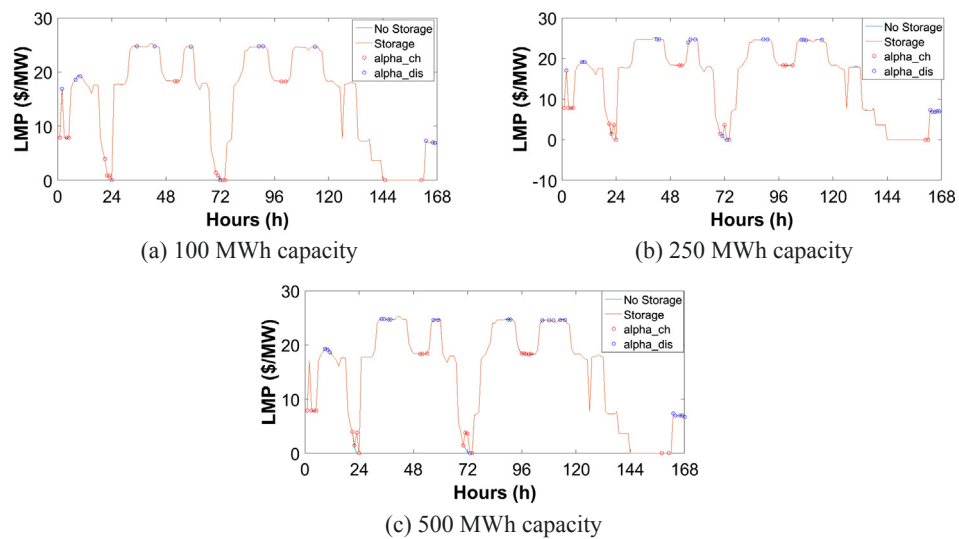 30
20
10
0
LMP ($/MW)
No Storage
Storage
alpha_ch
alpha_dis
0 24 48 72 96 120 144 168
Hours (h)
(a) 100 MWh capacity
30
20
10
0
-10
LMP ($/MW)
No Storage
Storage
alpha_ch
alpha_dis
0 24 48 72 96 120 144 168
Hours (h)
(b) 250 MWh capacity
30
20
10
0
LMP ($/MW)
No Storage
Storage
alpha_ch
alpha_dis
0 24 48 72 96 120 144 168
Hours (h)
(c) 500 MWh capacity